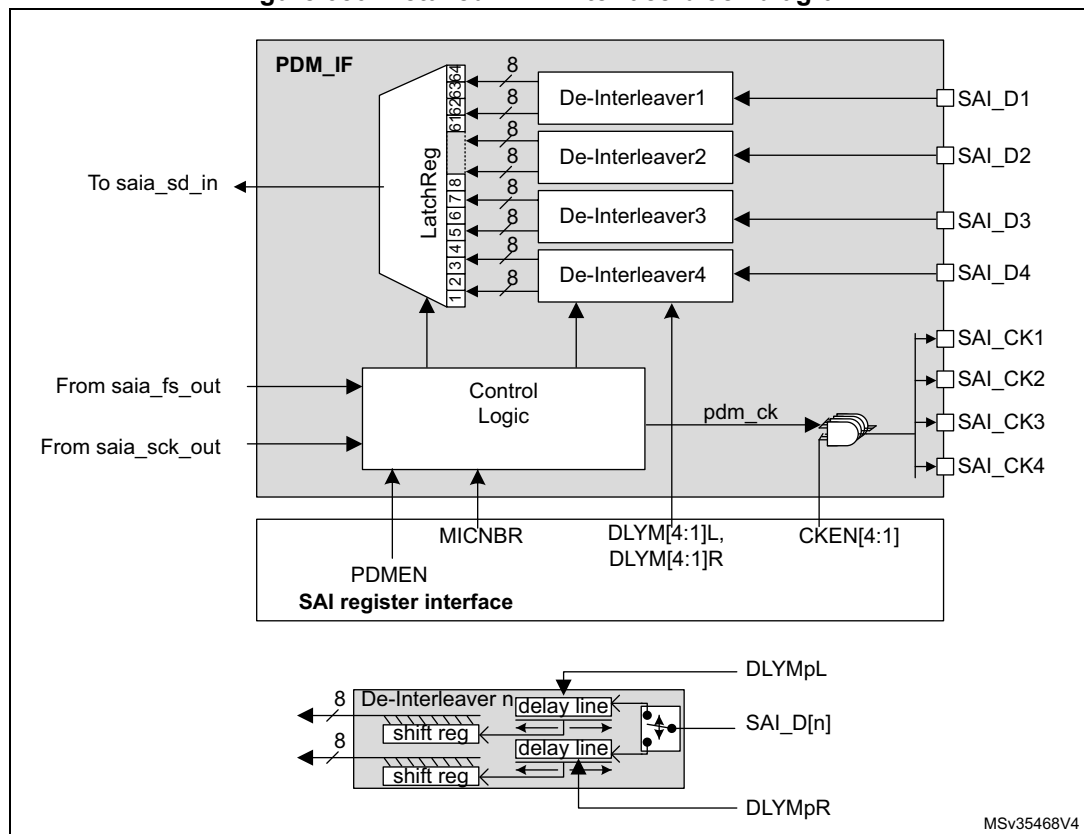 PDM_IF
8
8
8
8
8
8
8
8
61 62 63 64
1 2 3 4 5 6 7 8
LatchReg
De-Interleaver1
De-Interleaver2
De-Interleaver3
De-Interleaver4
SAI_D1
SAI_D2
SAI_D3
SAI_D4
To saia_sd_in
SAI_CK1
SAI_CK2
SAI_CK3
SAI_CK4
From saia_fs_out
From saia_sck_out
Control
Logic
pdm_ck
MICNBR
DLYM[4:1]L,
DLYM[4:1]R
CKEN[4:1]
PDMEN
SAI register interface
DLYMpL
De-Interleaver n
8
8
delay line
shift reg
delay line
shift reg
SAI_D[n]
DLYMpR
MSv35468V4